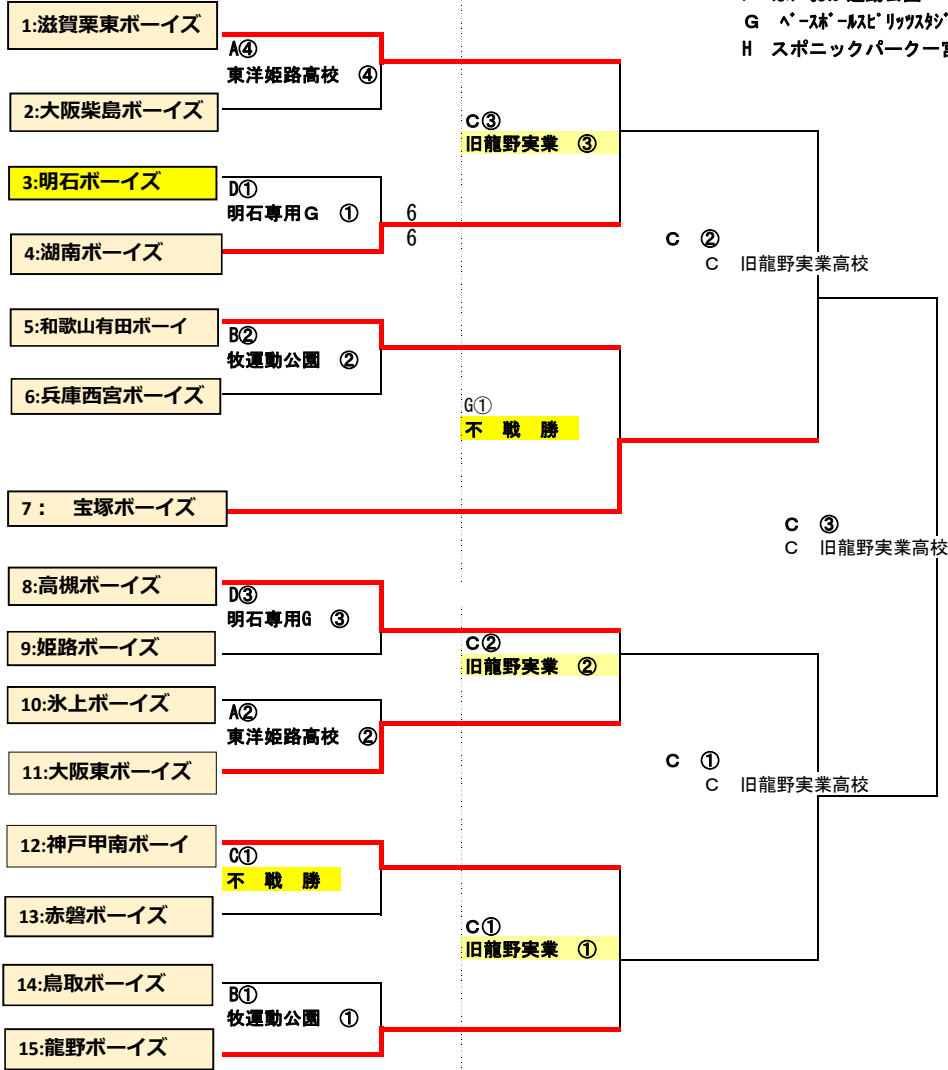 G ﾍﾞｰｽﾎﾞｰﾙｽﾋﾟﾘｯﾂｽﾀｼﾞ
H スポニックパーク一宮
1:滋賀栗東ボーイズ
A④
東洋姫路高校 ④
2:大阪柴島ボーイズ
C③
旧龍野実業 ③
3:明石ボーイズ
D①
明石専用G ①
6
6
4:湖南ボーイズ
C ②
C 旧龍野実業高校
5:和歌山有田ボーイ
B②
牧運動公園 ②
6:兵庫西宮ボーイズ
G①
不 戦 勝
7： 宝塚ボーイズ
C ③
C 旧龍野実業高校
8:高槻ボーイズ
D③
明石専用G ③
9:姫路ボーイズ
C②
旧龍野実業 ②
10:氷上ボーイズ
A②
東洋姫路高校 ②
11:大阪東ボーイズ
C ①
C 旧龍野実業高校
12:神戸甲南ボーイ
C①
不 戦 勝
13:赤磐ボーイズ
C①
旧龍野実業 ①
14:鳥取ボーイズ
B①
牧運動公園 ①
15:龍野ボーイズ